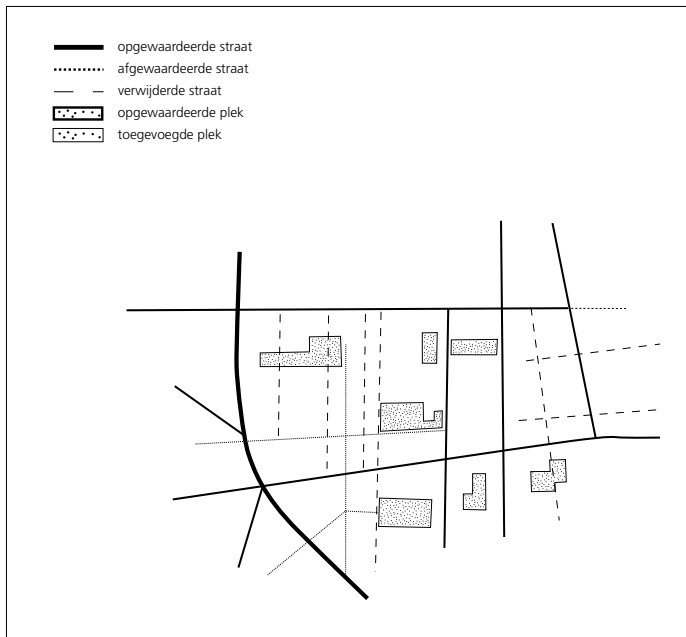 opgewaardeerde straat
afgewaardeerde straat
verwijderde straat
opgewaardeerde plek
toegevoegde plek